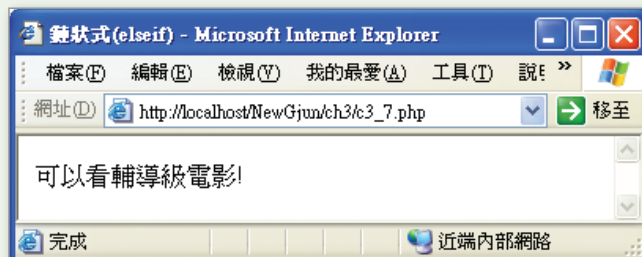 鏈狀式(elseif) - Microsoft Internet Explorer
檔案(F) 編輯(E) 檢視(V) 我的最愛(A) 工具(T) 說
網址(D) http://localhost/NewGjun/ch3/c3_7.php 移至
可以看輔導級電影!
完成 近端內部網路